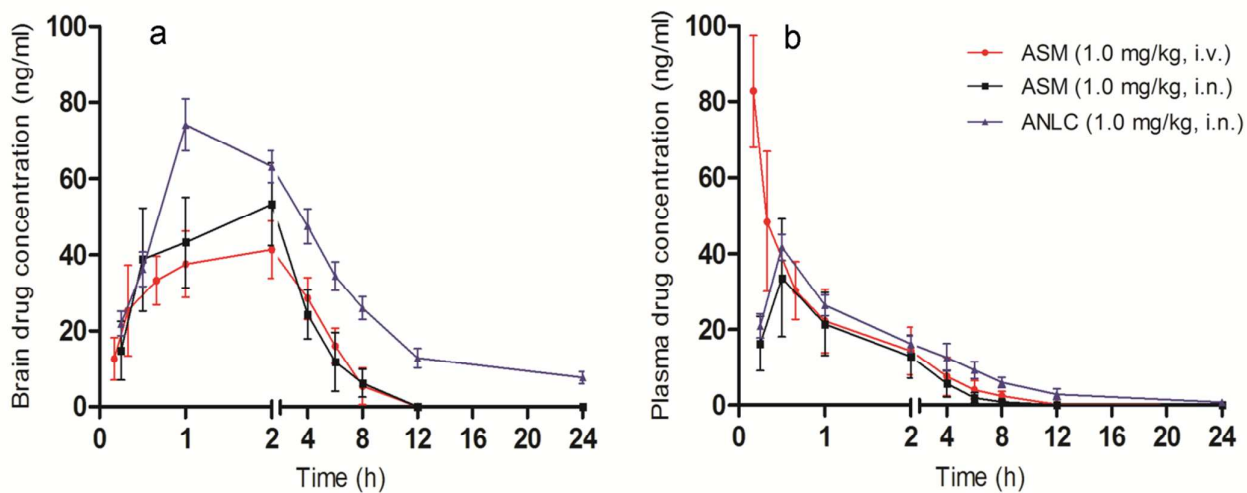 a
Brain drug concentration (ng/ml)
100
80
60
40
20
0
0 1 2 4 8 12 16 20 24
Time (h)
b
Plasma drug concentration (ng/ml)
100
80
60
40
20
0
0 1 2 4 8 12 16 20 24
Time (h)
ASM (1.0 mg/kg, i.v.)
ASM (1.0 mg/kg, i.n.)
ANLC (1.0 mg/kg, i.n.)